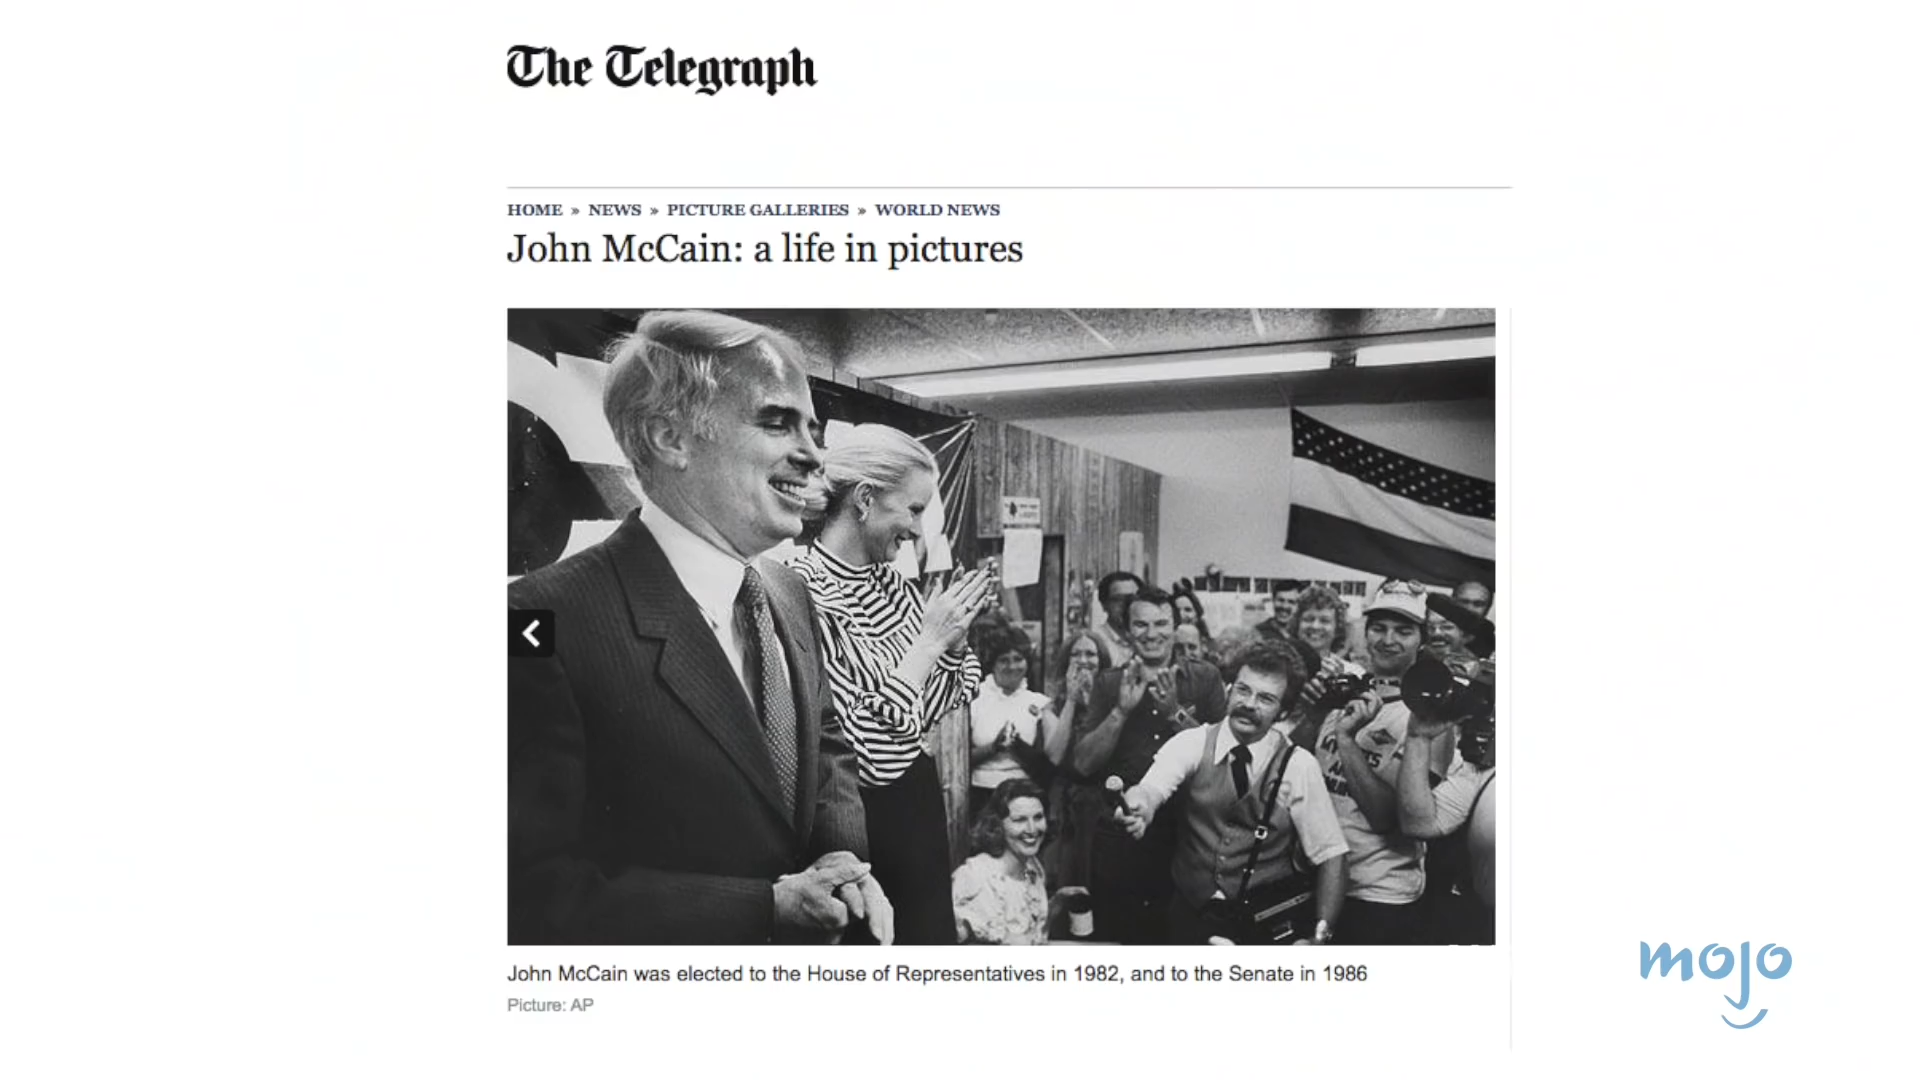 The Telegraph
HOME » NEWS » PICTURE GALLERIES » WORLD NEWS
John McCain: a life in pictures
John McCain was elected to the House of Representatives in 1982, and to the Senate in 1986
Picture: AP
mojo